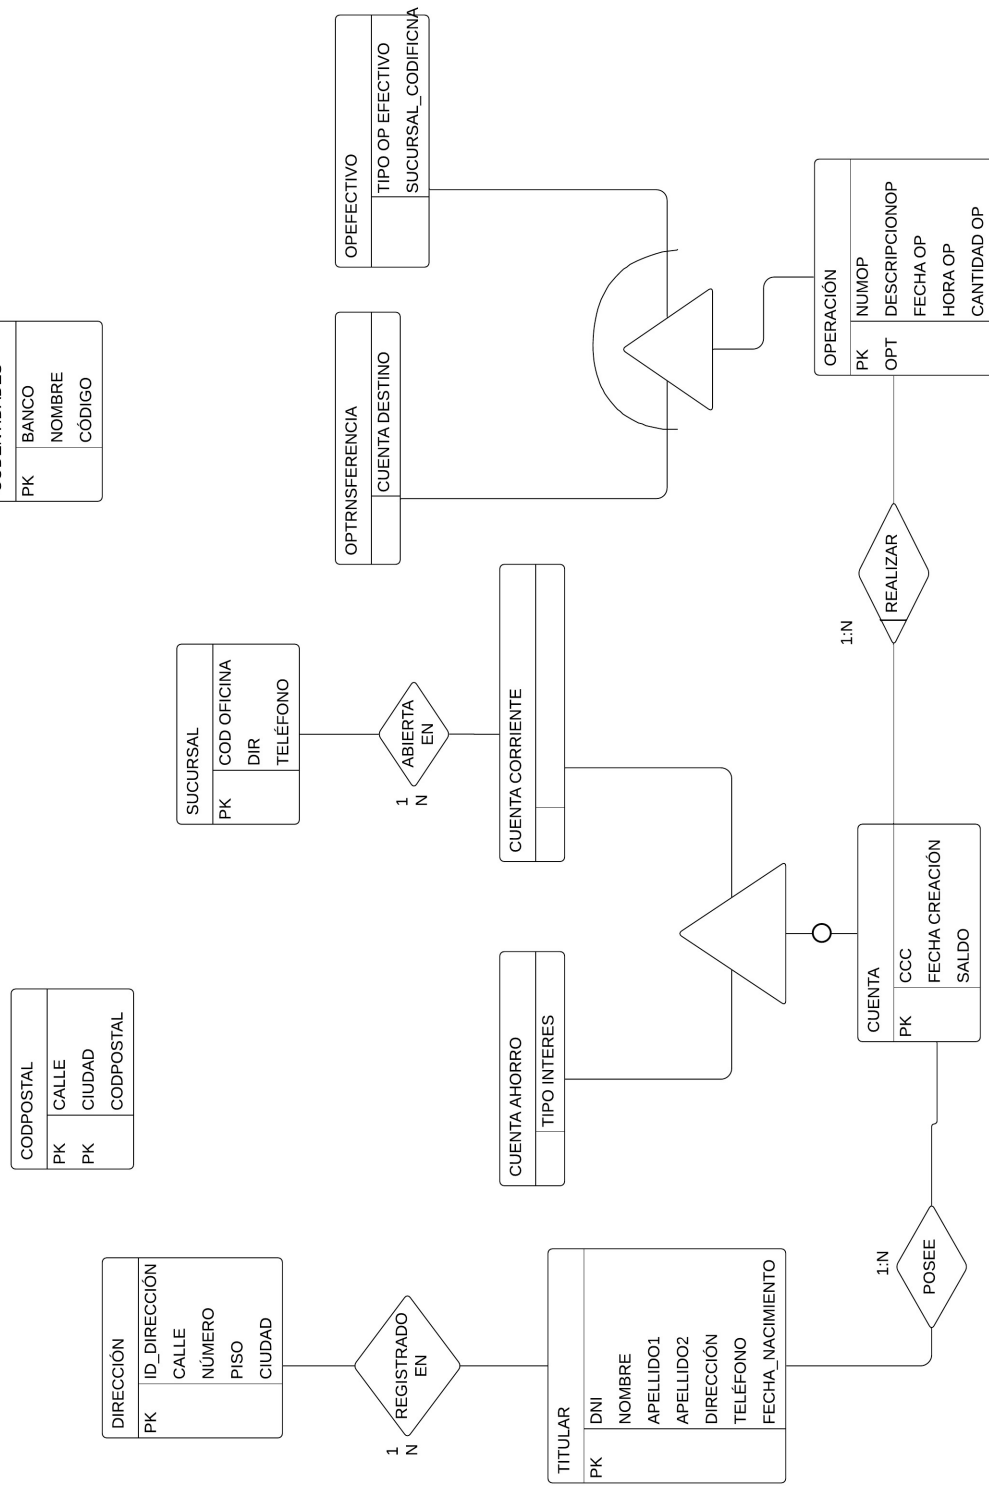 DIRECCIÓN
PK ID_DIRECCIÓN
CALLE
NÚMERO
PISO
CIUDAD
REGISTRADO
EN
1
N
TITULAR
PK DNI
NOMBRE
APELLIDO1
APELLIDO2
DIRECCIÓN
TELÉFONO
FECHA_NACIMIENTO
1:N
POSEE
CODPOSTAL
PK CALLE
PK CIUDAD
CODPOSTAL
CUENTA AHORRO
TIPO INTERES
CUENTA
PK CCC
FECHA CREACIÓN
SALDO
SUCURSAL
PK COD OFICINA
DIR
TELÉFONO
ABIERTA
EN
1
N
CUENTA CORRIENTE
1:N
REALIZAR
PK BANCO
NOMBRE
CÓDIGO
OPTRNSFERENCIA
CUENTA DESTINO
OPEFECTIVO
TIPO OP EFECTIVO
SUCURSAL_CODIFICNA
OPERACIÓN
PK NUMOP
OPT DESCRIPCIONOP
FECHA OP
HORA OP
CANTIDAD OP